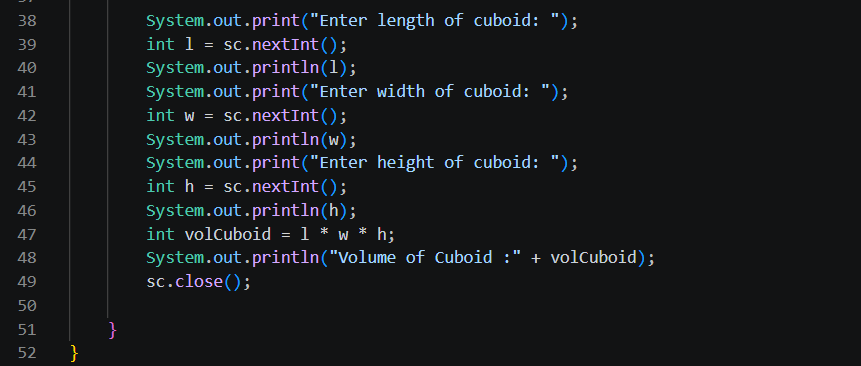 38 System.out.print("Enter length of cuboid: ");
39 int l = sc.nextInt();
40 System.out.println(l);
41 System.out.print("Enter width of cuboid: ");
42 int w = sc.nextInt();
43 System.out.println(w);
44 System.out.print("Enter height of cuboid: ");
45 int h = sc.nextInt();
46 System.out.println(h);
47 int volCuboid = l * w * h;
48 System.out.println("Volume of Cuboid :" + volCuboid);
49 sc.close();
50
51 }
52 }